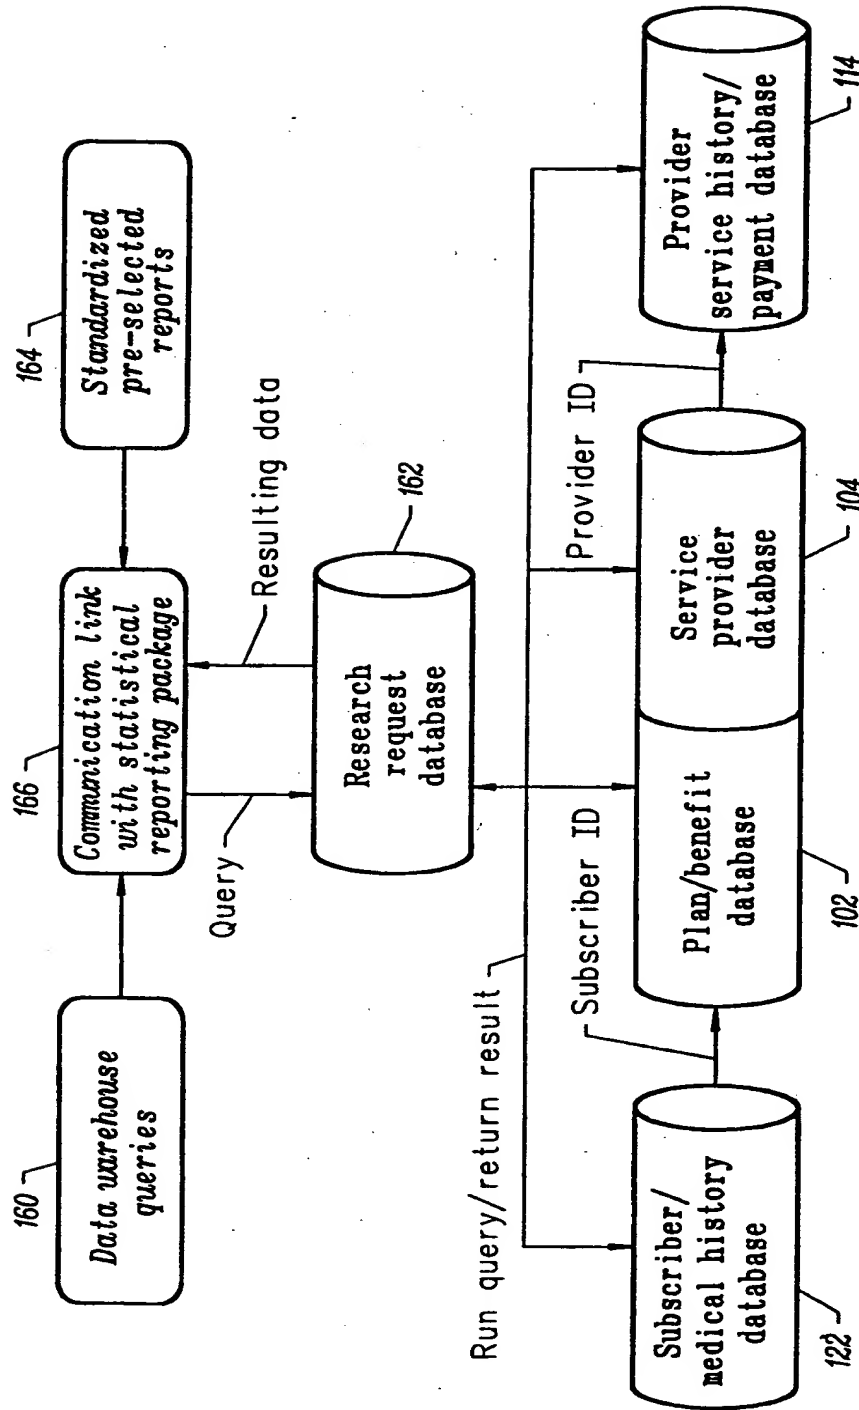 160
Data warehouse
queries
166
Communication link
with statistical
reporting package
164
Standardized
pre-selected
reports
Query
Resulting data
162
Research
request
database
Run query/return result
Subscriber ID
Provider ID
Subscriber/
medical history
database
122
Plan/benefit
database
102
Service
provider
database
104
Provider
service history/
payment database
114